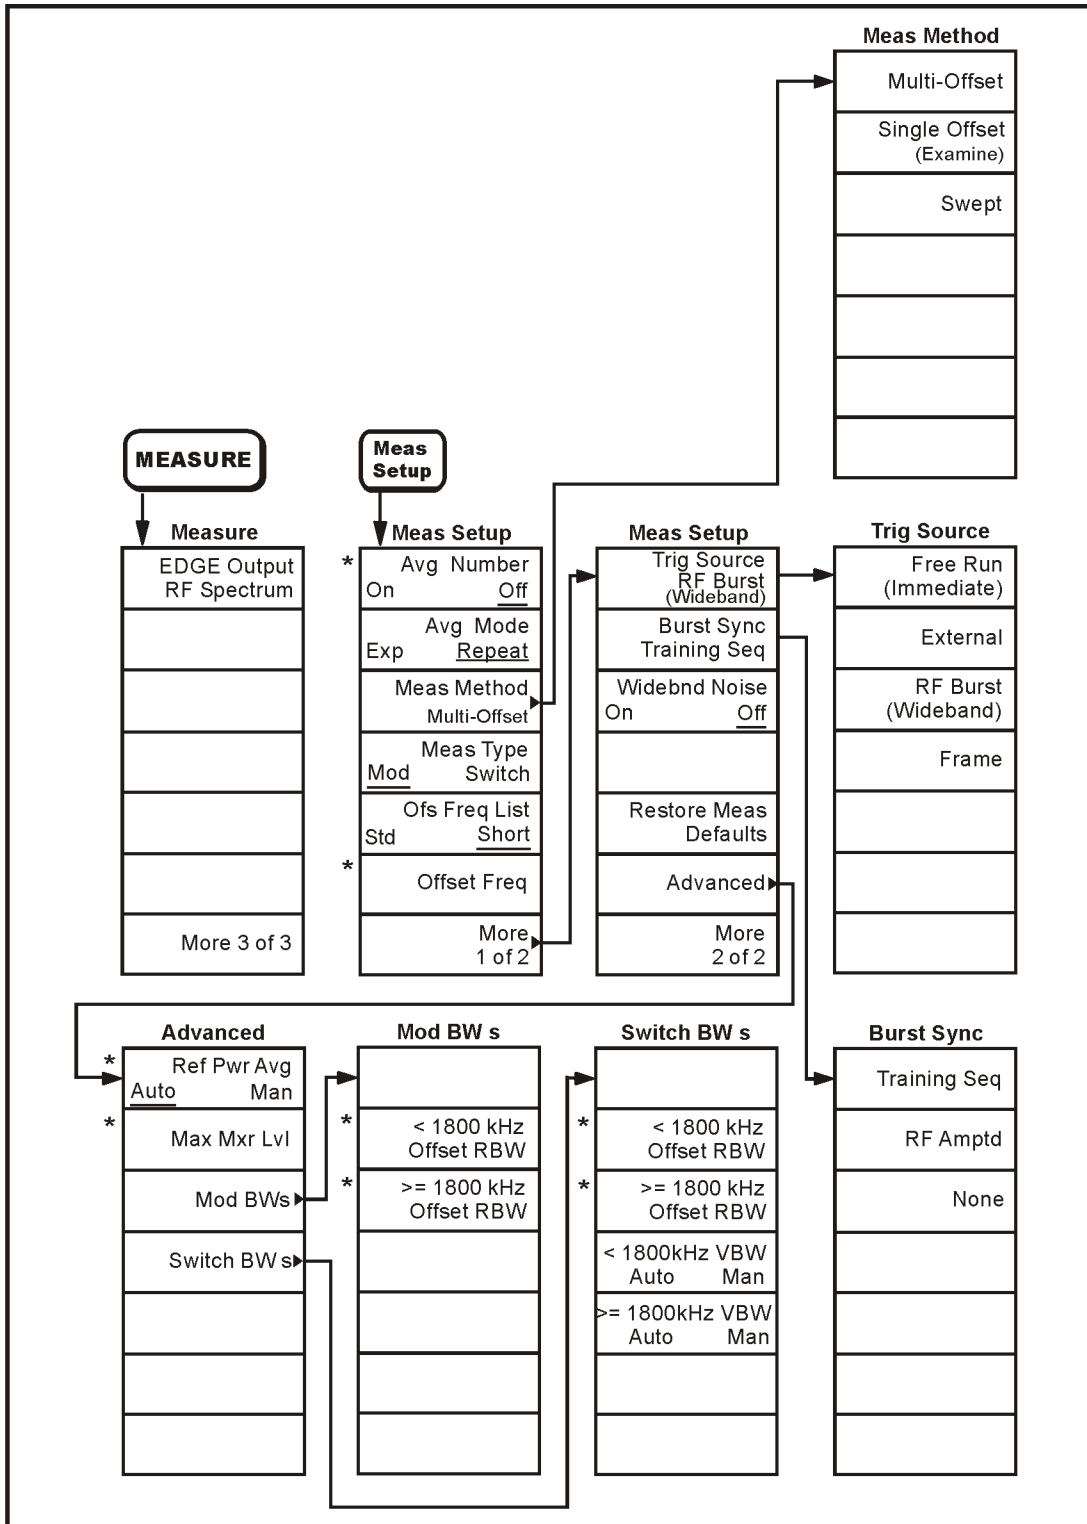 Meas Method
Multi-Offset
Single Offset
(Examine)
Swept
MEASURE
Measure
EDGE Output
RF Spectrum
More 3 of 3
Meas
Setup
Meas Setup
* Avg Number
On Off
Avg Mode
Exp Repeat
Meas Method
Multi-Offset
Meas Type
Mod Switch
Ofs Freq List
Std Short
* Offset Freq
More
1 of 2
Meas Setup
Trig Source
RF Burst
(Wideband)
Burst Sync
Training Seq
Widebnd Noise
On Off
Restore Meas
Defaults
Advanced
More
2 of 2
Trig Source
Free Run
(Immediate)
External
RF Burst
(Wideband)
Frame
Advanced
* Ref Pwr Avg
Auto Man
* Max Mxr Lvl
Mod BWs
Switch BW s
Mod BW s
* < 1800 kHz
Offset RBW
* >= 1800 kHz
Offset RBW
Switch BW s
* < 1800 kHz
Offset RBW
* >= 1800 kHz
Offset RBW
< 1800kHz VBW
Auto Man
>= 1800kHz VBW
Auto Man
Burst Sync
Training Seq
RF Amptd
None